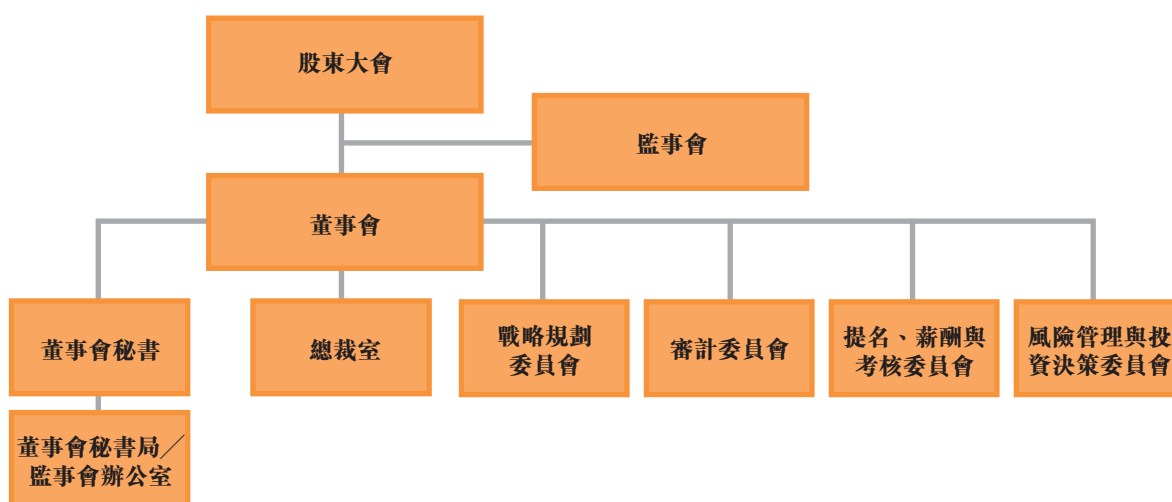 股東大會
監事會
董事會
董事會秘書
總裁室
戰略規劃
委員會
審計委員會
提名、薪酬與
考核委員會
風險管理與投
資決策委員會
董事會秘書局╱
監事會辦公室